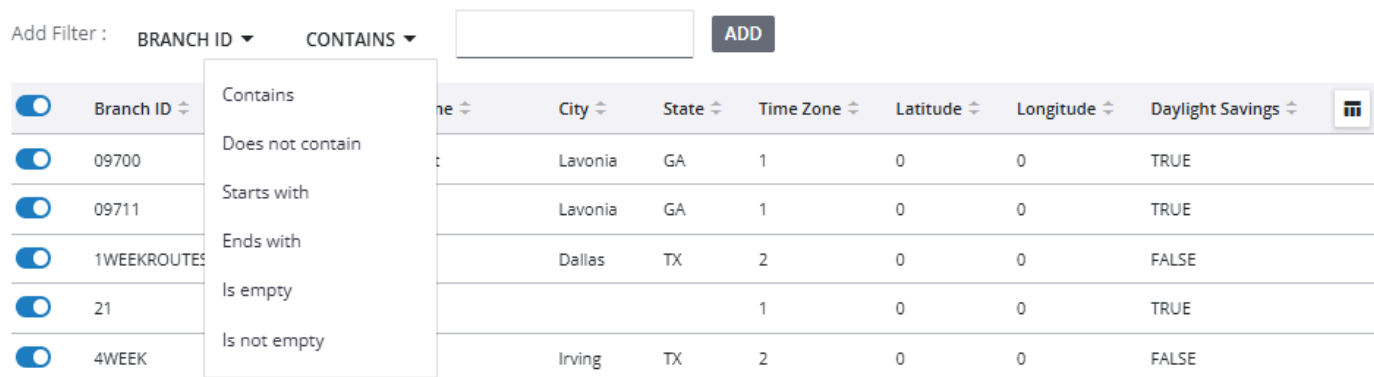 Add Filter : BRANCH ID CONTAINS ADD
Contains
Does not contain
Starts with
Ends with
Is empty
Is not empty
Branch ID City State Time Zone Latitude Longitude Daylight Savings
09700 Lavonia GA 1 0 0 TRUE
09711 Lavonia GA 1 0 0 TRUE
1WEEKROUTES Dallas TX 2 0 0 FALSE
21 1 0 0 TRUE
4WEEK Irving TX 2 0 0 FALSE